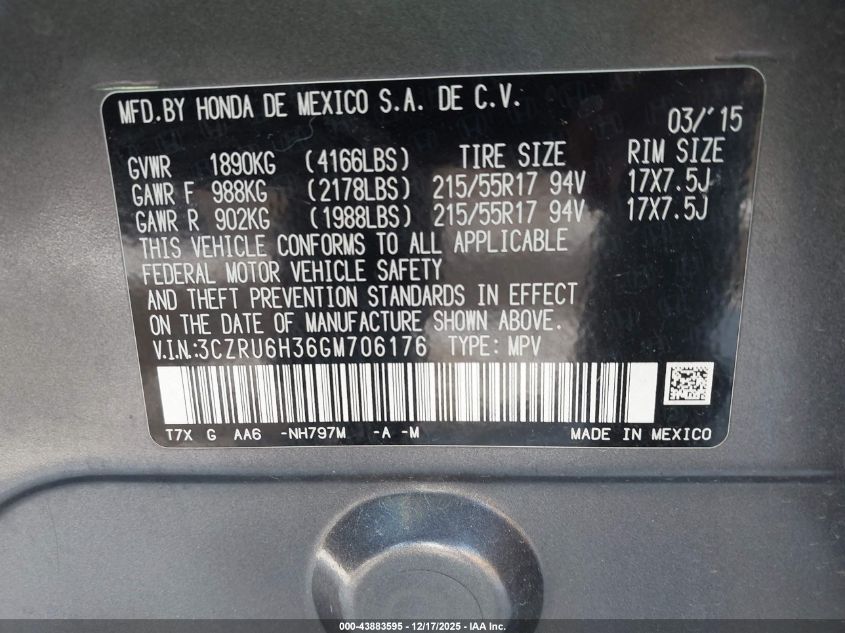 MFD.BY HONDA DE MEXICO S.A. DE C.V.
03/'15
GVWR 1890KG (4166LBS) TIRE SIZE RIM SIZE
GAWR F 988KG (2178LBS) 215/55R17 94V 17X7.5J
GAWR R 902KG (1988LBS) 215/55R17 94V 17X7.5J
THIS VEHICLE CONFORMS TO ALL APPLICABLE
FEDERAL MOTOR VEHICLE SAFETY
AND THEFT PREVENTION STANDARDS IN EFFECT
ON THE DATE OF MANUFACTURE SHOWN ABOVE.
V.I.N:3CZRU6H36GM706176 TYPE: MPV
T7X G AA6 -NH797M -A -M MADE IN MEXICO
000-43883595 - 12/17/2025 - IAA Inc.